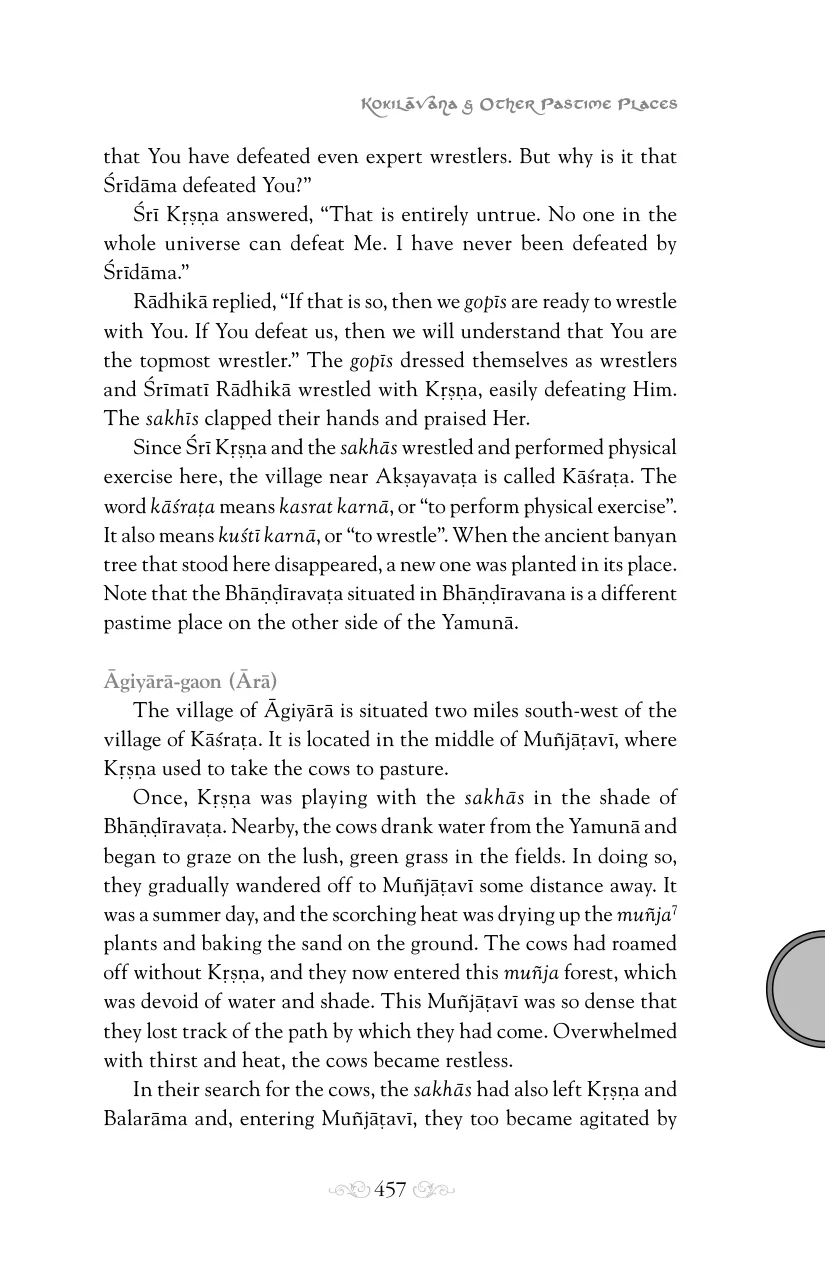 Kokilāvaṇa & Other Pastime Places
that You have defeated even expert wrestlers. But why is it that
Śrīdāma defeated You?”
Śrī Kṛṣṇa answered, “That is entirely untrue. No one in the
whole universe can defeat Me. I have never been defeated by
Śrīdāma.”
Rādhikā replied, “If that is so, then we gopīs are ready to wrestle
with You. If You defeat us, then we will understand that You are
the topmost wrestler.” The gopīs dressed themselves as wrestlers
and Śrīmatī Rādhikā wrestled with Kṛṣṇa, easily defeating Him.
The sakhīs clapped their hands and praised Her.
Since Śrī Kṛṣṇa and the sakhās wrestled and performed physical
exercise here, the village near Akṣayavaṭa is called Kāśraṭa. The
word kāśraṭa means kasrat karnā, or “to perform physical exercise”.
It also means kuśtī karnā, or “to wrestle”. When the ancient banyan
tree that stood here disappeared, a new one was planted in its place.
Note that the Bhāṇḍīravaṭa situated in Bhāṇḍīravana is a different
pastime place on the other side of the Yamunā.
Āgiyārā-gaon (Ārā)
The village of Āgiyārā is situated two miles south-west of the
village of Kāśraṭa. It is located in the middle of Muñjāṭavī, where
Kṛṣṇa used to take the cows to pasture.
Once, Kṛṣṇa was playing with the sakhās in the shade of
Bhāṇḍīravaṭa. Nearby, the cows drank water from the Yamunā and
began to graze on the lush, green grass in the fields. In doing so,
they gradually wandered off to Muñjāṭavī some distance away. It
was a summer day, and the scorching heat was drying up the muñja⁷
plants and baking the sand on the ground. The cows had roamed
off without Kṛṣṇa, and they now entered this muñja forest, which
was devoid of water and shade. This Muñjāṭavī was so dense that
they lost track of the path by which they had come. Overwhelmed
with thirst and heat, the cows became restless.
In their search for the cows, the sakhās had also left Kṛṣṇa and
Balarāma and, entering Muñjāṭavī, they too became agitated by
457